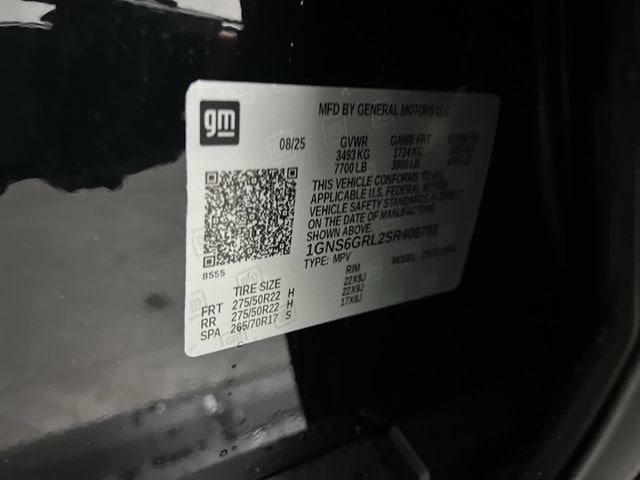 gm
MFD BY GENERAL MOTORS LLC
08/25 GVWR GAWR FRT
3493 KG 1724 KG
7700 LB 3800 LB
THIS VEHICLE CONFORMS TO ALL
APPLICABLE U.S. FEDERAL MOTOR
VEHICLE SAFETY STANDARDS IN EFFECT
ON THE DATE OF MANUFACTURE
SHOWN ABOVE.
1GNS6GRL2SR408793
TYPE: MPV MODEL:
8555
TIRE SIZE RIM
FRT 275/50R22 H 22X9J
RR 275/50R22 H 22X9J
SPA 265/70R17 S 17X8J